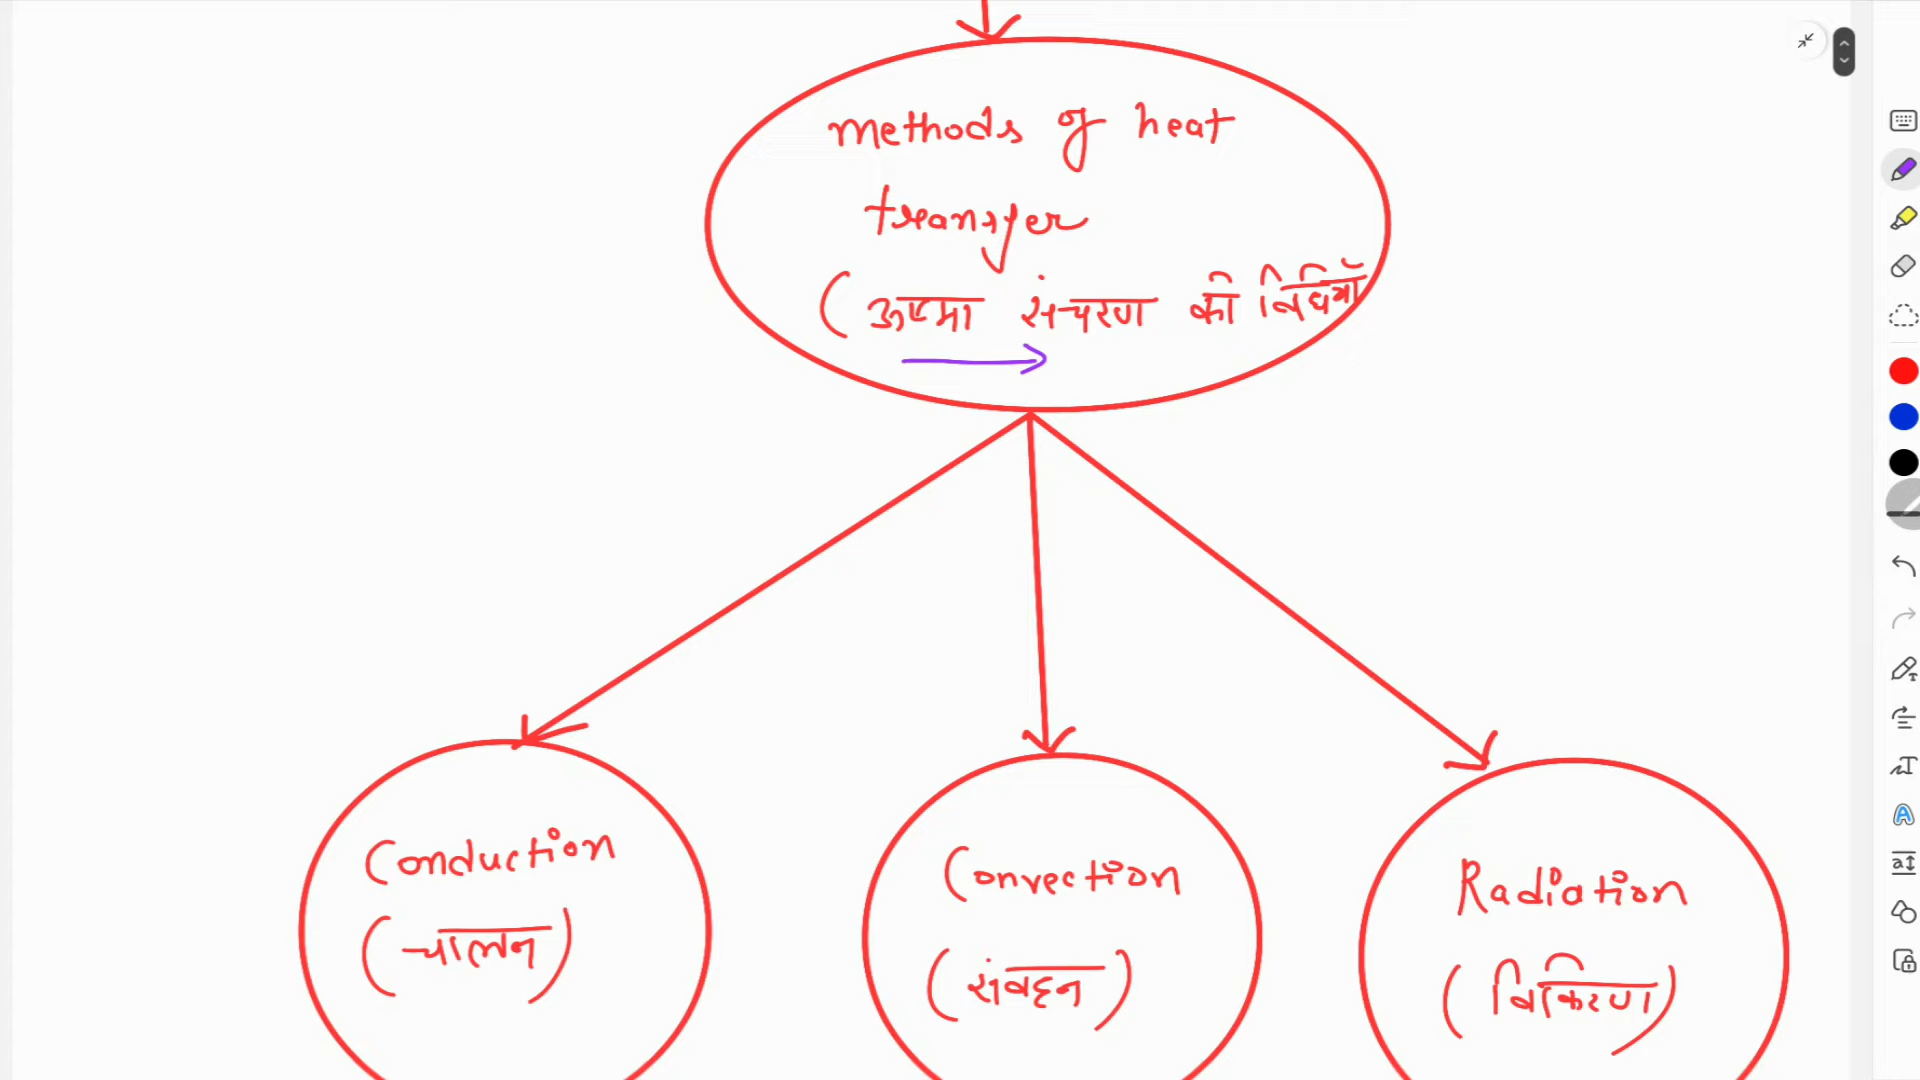 methods of heat
transfer
( ऊष्मा संचरण की विधियाँ
Conduction
(चालन)
Convection
(संवहन)
Radiation
(विकिरण)